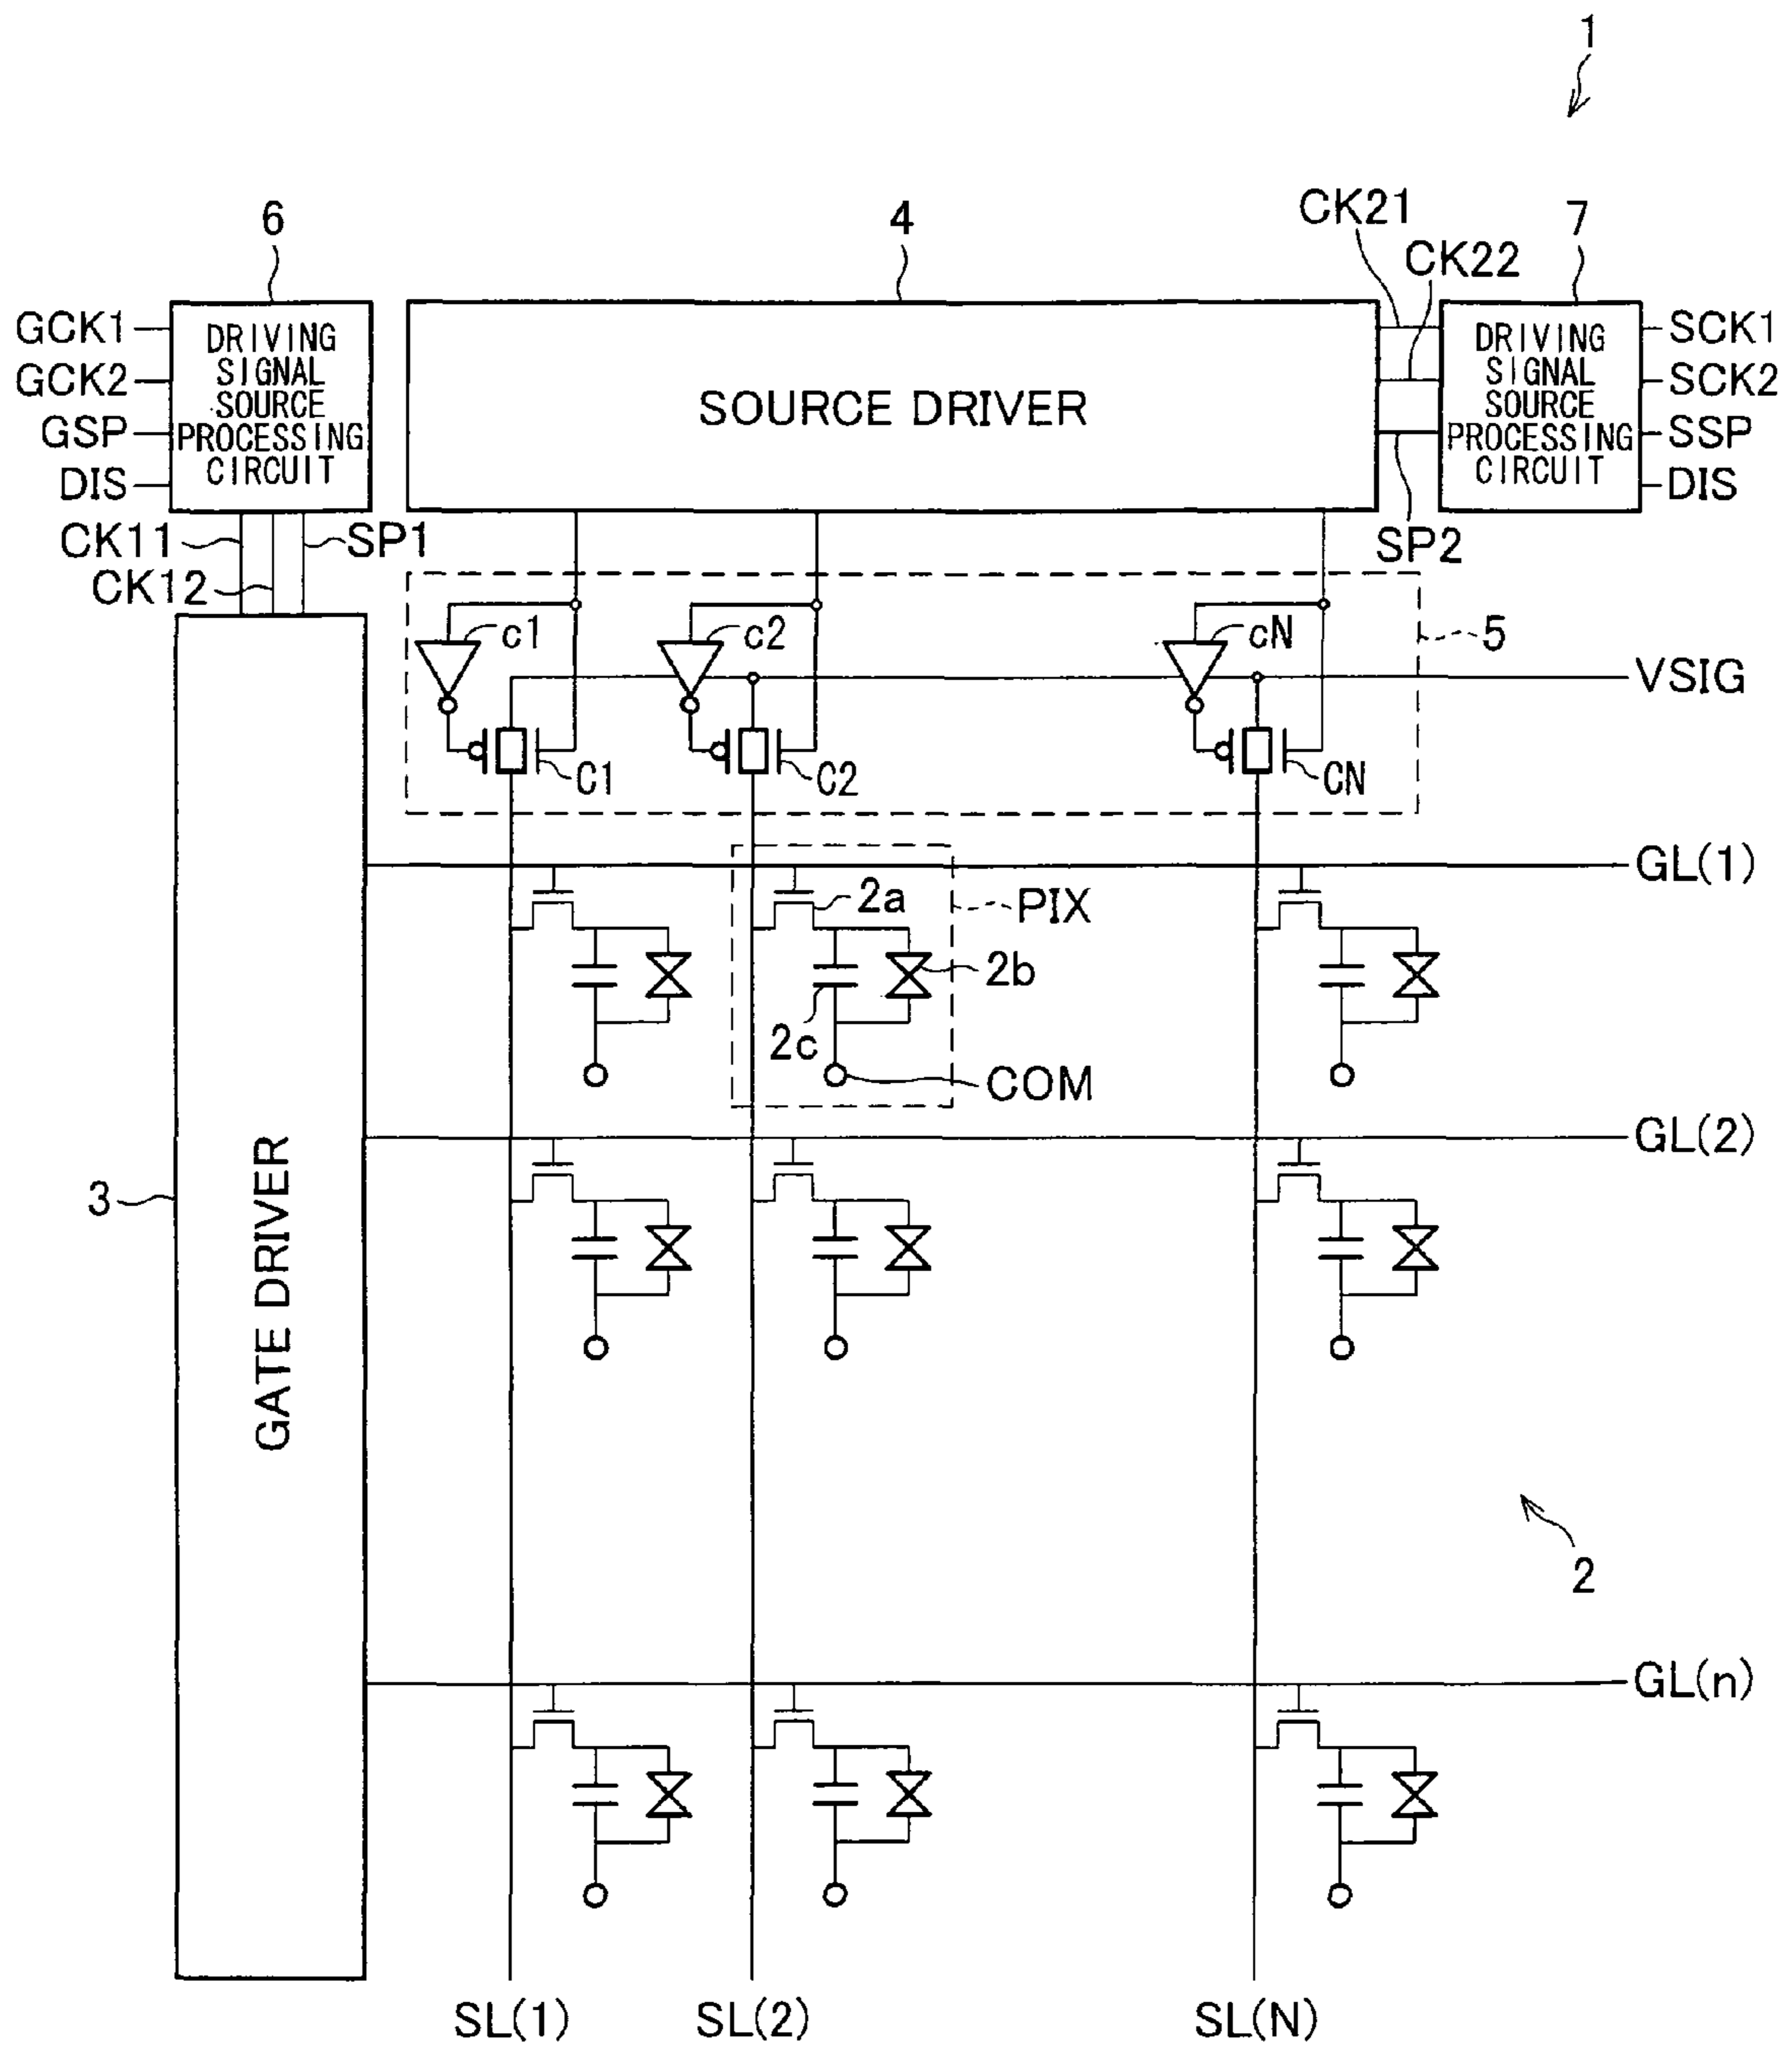 1
6
4
CK21
7
CK22
GCK1
GCK2
GSP
DIS
DRIVING
SIGNAL
SOURCE
PROCESSING
CIRCUIT
SOURCE DRIVER
DRIVING
SIGNAL
SOURCE
PROCESSING
CIRCUIT
SCK1
SCK2
SSP
DIS
CK11
SP1
CK12
SP2
c1
c2
cN
5
VSIG
C1
C2
CN
GL(1)
2a
PIX
2b
2c
COM
GL(2)
3
GATE DRIVER
2
GL(n)
SL(1)
SL(2)
SL(N)